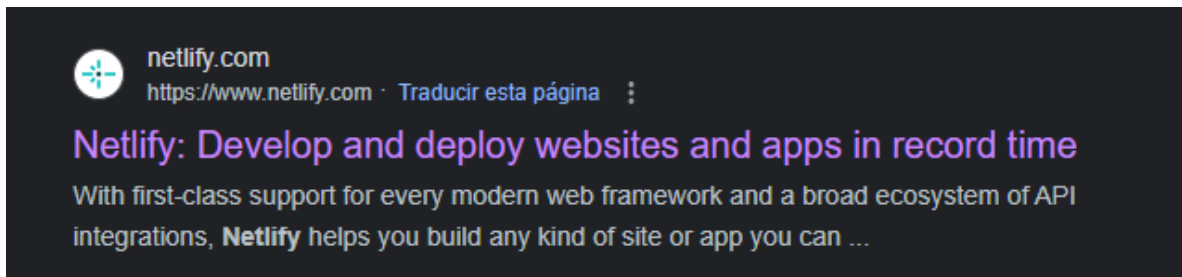 netlify.com
https://www.netlify.com · Traducir esta página
Netlify: Develop and deploy websites and apps in record time
With first-class support for every modern web framework and a broad ecosystem of API
integrations, Netlify helps you build any kind of site or app you can ...